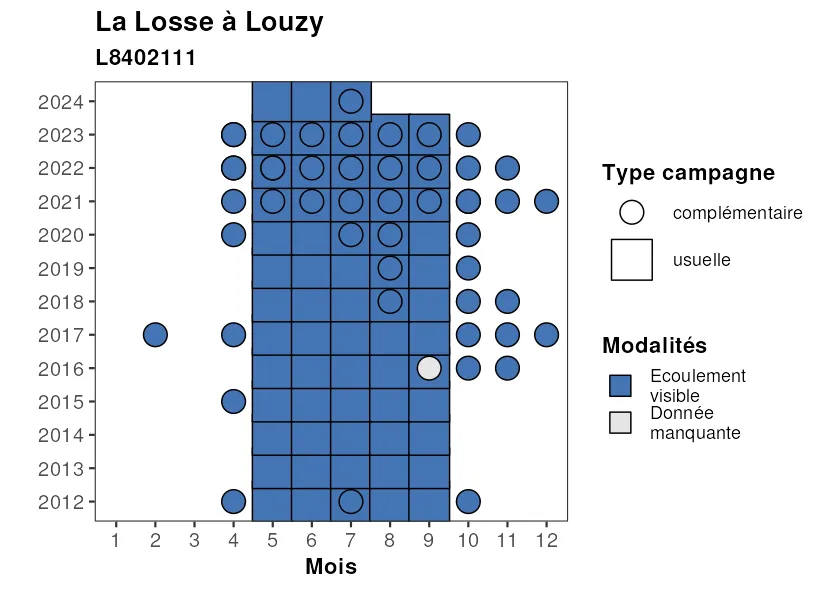 La Losse à Louzy
L8402111
2024
2023
2022
2021
2020
2019
2018
2017
2016
2015
2014
2013
2012
1 2 3 4 5 6 7 8 9 10 11 12
Mois
Type campagne
complémentaire
usuelle
Modalités
Ecoulement
visible
Donnée
manquante